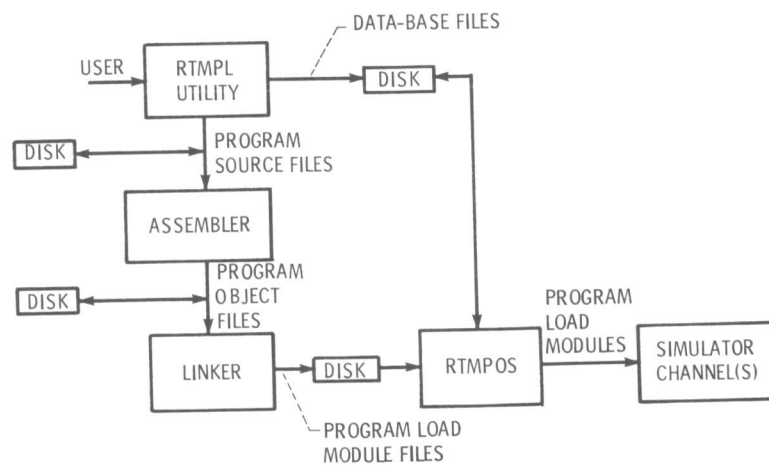 DATA-BASE FILES
USER
RTMPL
UTILITY
DISK
DISK
PROGRAM
SOURCE FILES
ASSEMBLER
PROGRAM
OBJECT
FILES
DISK
PROGRAM
LOAD
MODULES
LINKER
DISK
RTMPOS
SIMULATOR
CHANNEL(S)
PROGRAM LOAD
MODULE FILES